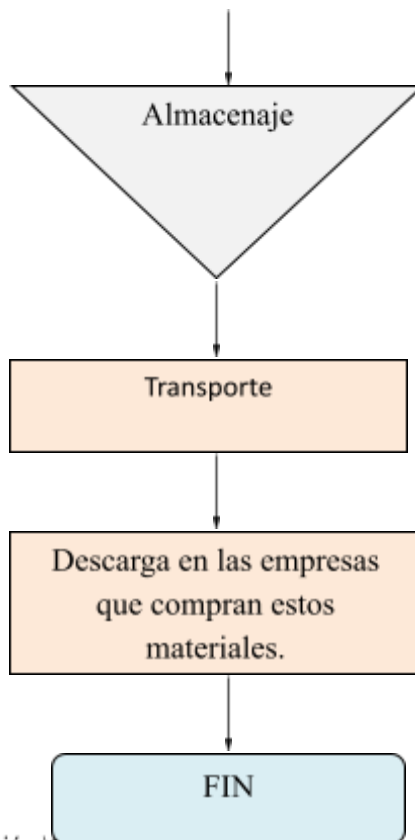 Almacenaje
Transporte
Descarga en las empresas
que compran estos
materiales.
FIN